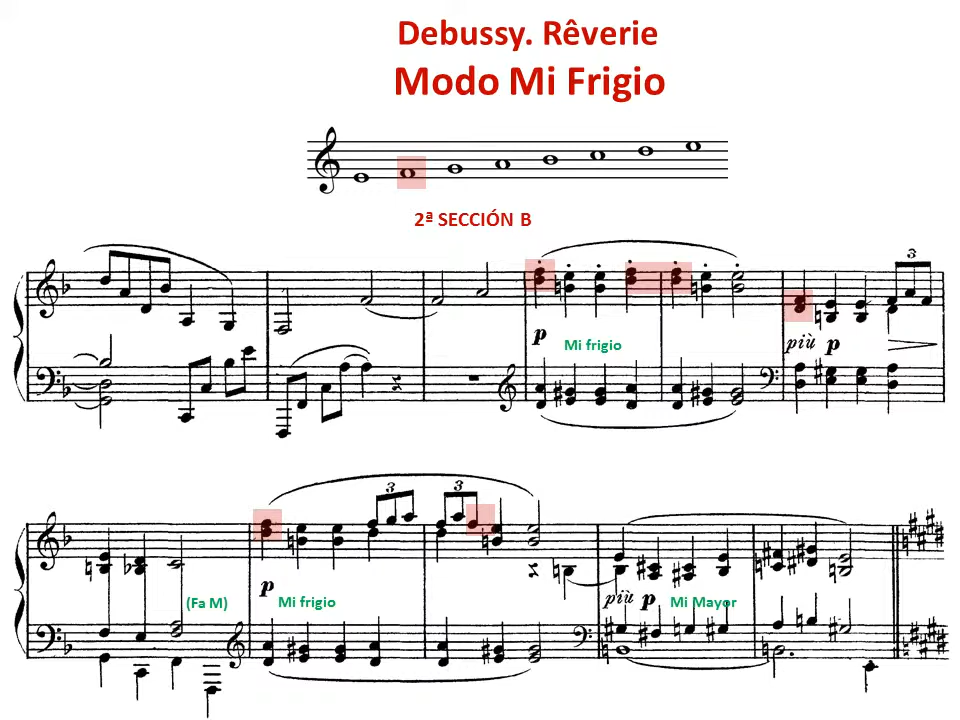 Debussy. Rêverie
Modo Mi Frigio
2ª SECCIÓN B
3
p
Mi frigio
più p
3
3
(Fa M)
p
Mi frigio
più p
Mi Mayor